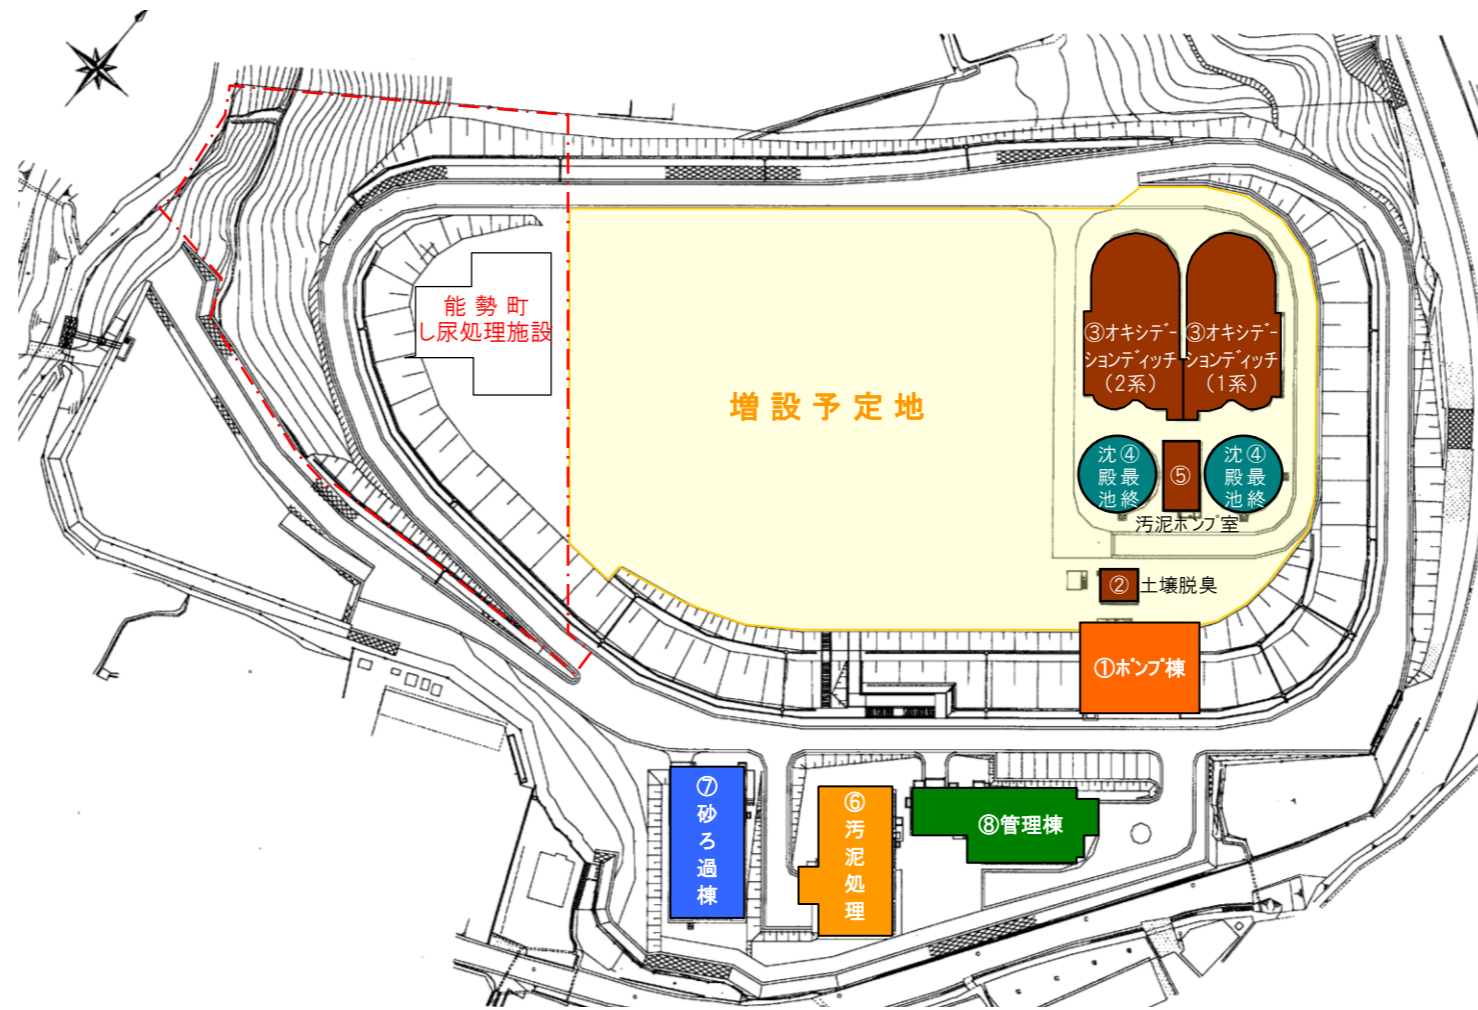 能勢町
し尿処理施設
増設予定地
③オキシデー
ションディッチ
(2系)
③オキシデー
ションディッチ
(1系)
④最終
沈殿池
⑤
④最終
沈殿池
汚泥ポンプ室
②
土壌脱臭
①ポンプ棟
⑦砂ろ過棟
⑥汚泥処理
⑧管理棟